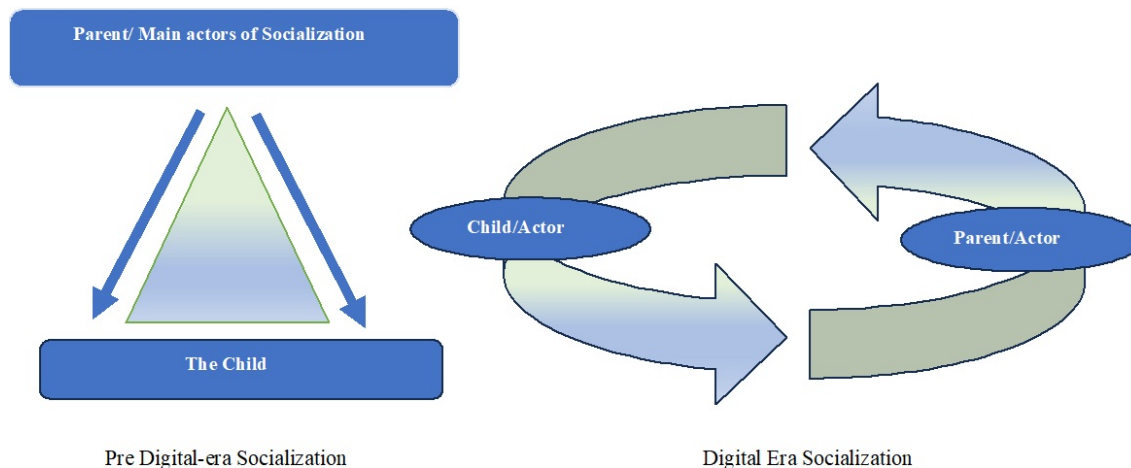 Parent/ Main actors of Socialization
Child/Actor
Parent/Actor
The Child
Pre Digital-era Socialization
Digital Era Socialization